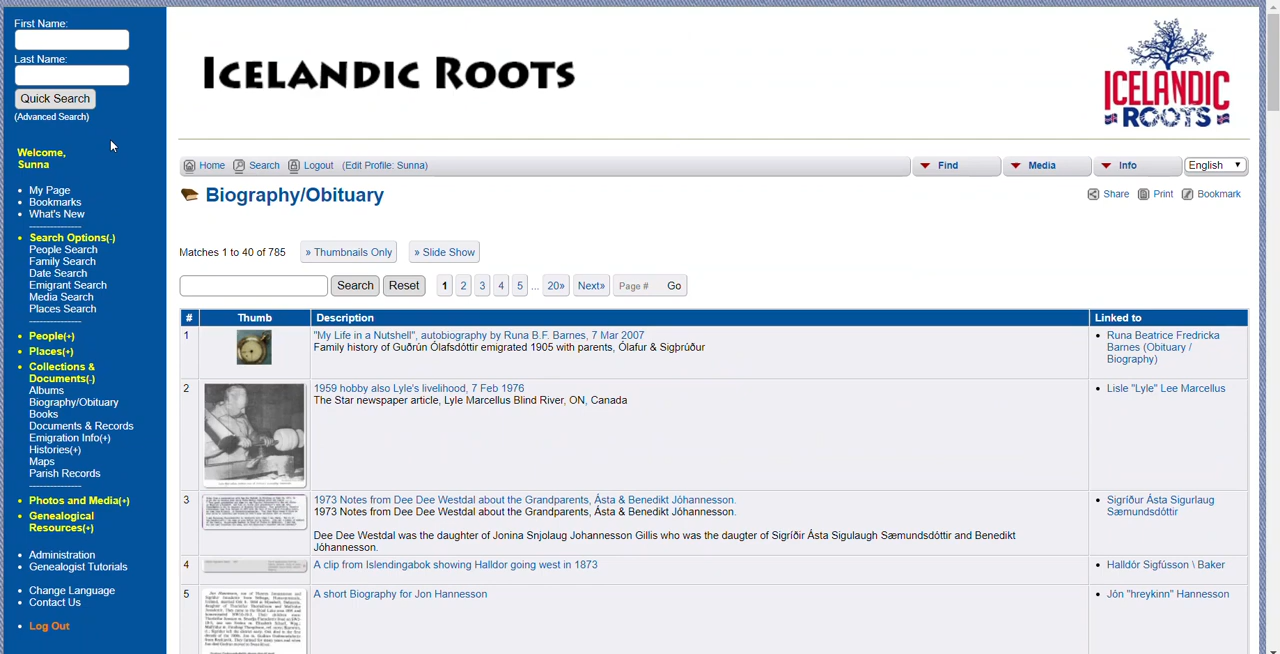 First Name:
Last Name:
Quick Search
(Advanced Search)
Welcome,
Sunna
My Page
Bookmarks
What's New
--------------------
Search Options(-)
People Search
Family Search
Date Search
Emigrant Search
Media Search
Places Search
--------------------
People(+)
Places(+)
Collections &
Documents(-)
Albums
Biography/Obituary
Books
Documents & Records
Emigration Info(+)
Histories(+)
Maps
Parish Records
--------------------
Photos and Media(+)
Genealogical
Resources(+)
Administration
Genealogist Tutorials
Change Language
Contact Us
Log Out
Icelandic Roots
ICELANDIC
ROOTS
Home Search Logout (Edit Profile: Sunna) Find Media Info English
Biography/Obituary
Share Print Bookmark
Matches 1 to 40 of 785 » Thumbnails Only » Slide Show
Search Reset 1 2 3 4 5 ... 20» Next» Page # Go
# Thumb Description Linked to
1 "My Life in a Nutshell", autobiography by Runa B.F. Barnes, 7 Mar 2007
Family history of Guðrún Ólafsdóttir emigrated 1905 with parents, Ólafur & Sigþrúður
Runa Beatrice Fredricka
Barnes (Obituary /
Biography)
2 1959 hobby also Lyle's livelihood, 7 Feb 1976
The Star newspaper article, Lyle Marcellus Blind River, ON, Canada
Lisle "Lyle" Lee Marcellus
3 1973 Notes from Dee Dee Westdal about the Grandparents, Ásta & Benedikt Jóhannesson.
1973 Notes from Dee Dee Westdal about the Grandparents, Ásta & Benedikt Jóhannesson.
Dee Dee Westdal was the daughter of Jonina Snjolaug Johannesson Gillis who was the daugter of Sigríðir Ásta Sigulaugh Sæmundsdóttir and Benedikt
Jóhannesson.
Sigríður Ásta Sigurlaug
Sæmundsdóttir
4 A clip from Islendingabok showing Halldor going west in 1873
Halldór Sigfússon \ Baker
5 A short Biography for Jon Hannesson
Jón "hreykinn" Hannesson